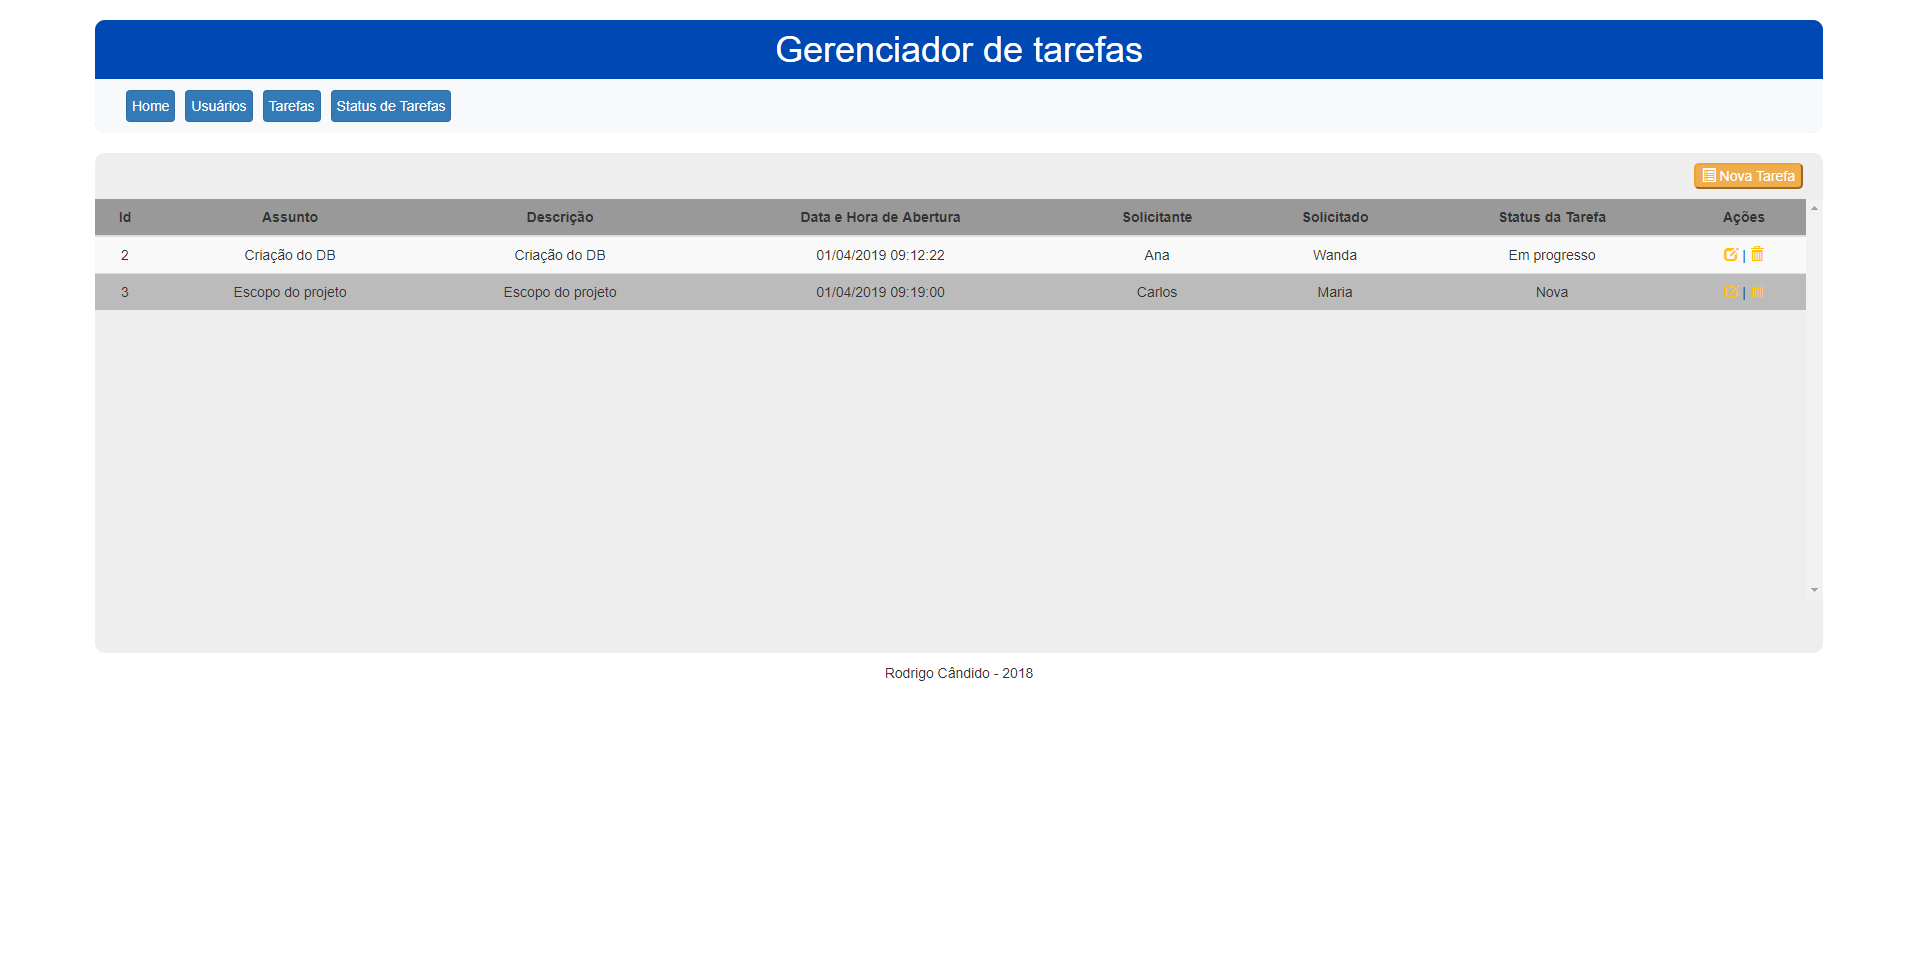 Gerenciador de tarefas
Home Usuários Tarefas Status de Tarefas
Nova Tarefa
Id Assunto Descrição Data e Hora de Abertura Solicitante Solicitado Status da Tarefa Ações
2 Criação do DB Criação do DB 01/04/2019 09:12:22 Ana Wanda Em progresso |
3 Escopo do projeto Escopo do projeto 01/04/2019 09:19:00 Carlos Maria Nova |
Rodrigo Cândido - 2018